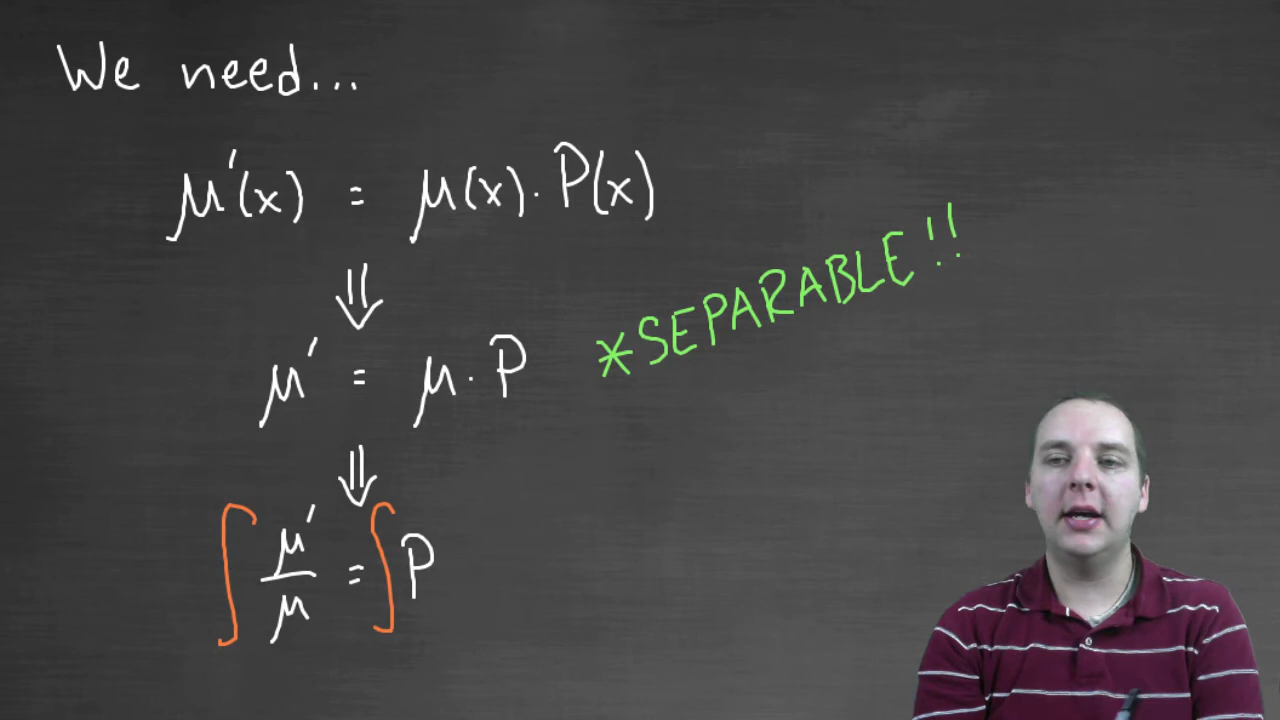 We need...
μ'(x) = μ(x)·P(x)
⇓
μ' = μ·P *SEPARABLE!!
⇓
∫ μ'/μ = ∫ P